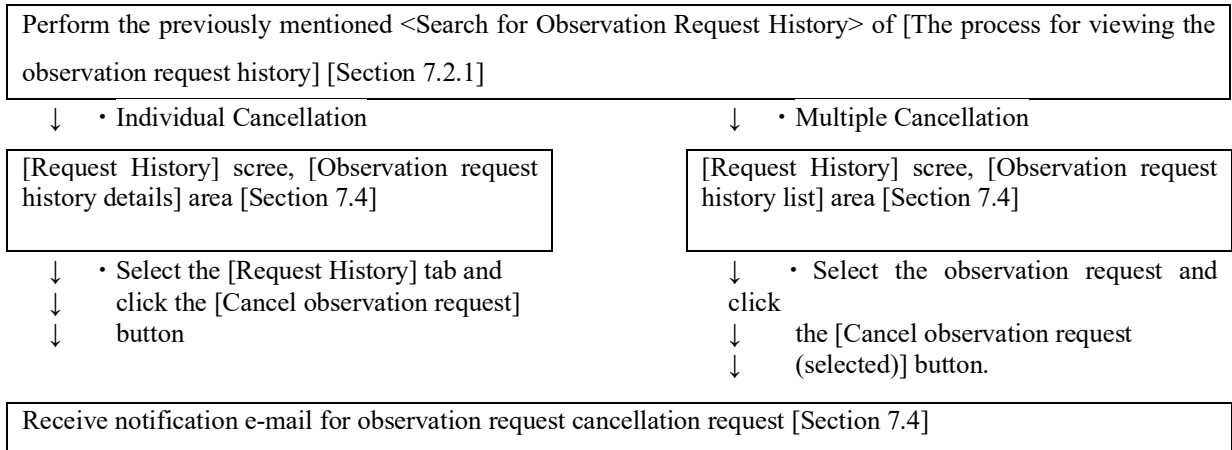 Perform the previously mentioned <Search for Observation Request History> of [The process for viewing the
observation request history] [Section 7.2.1]
↓ ・Individual Cancellation
↓ ・Multiple Cancellation
[Request History] scree, [Observation request
history details] area [Section 7.4]
[Request History] scree, [Observation request
history list] area [Section 7.4]
↓ ・Select the [Request History] tab and
↓ click the [Cancel observation request]
↓ button
↓ ・Select the observation request and
click
↓ the [Cancel observation request
↓ (selected)] button.
Receive notification e-mail for observation request cancellation request [Section 7.4]